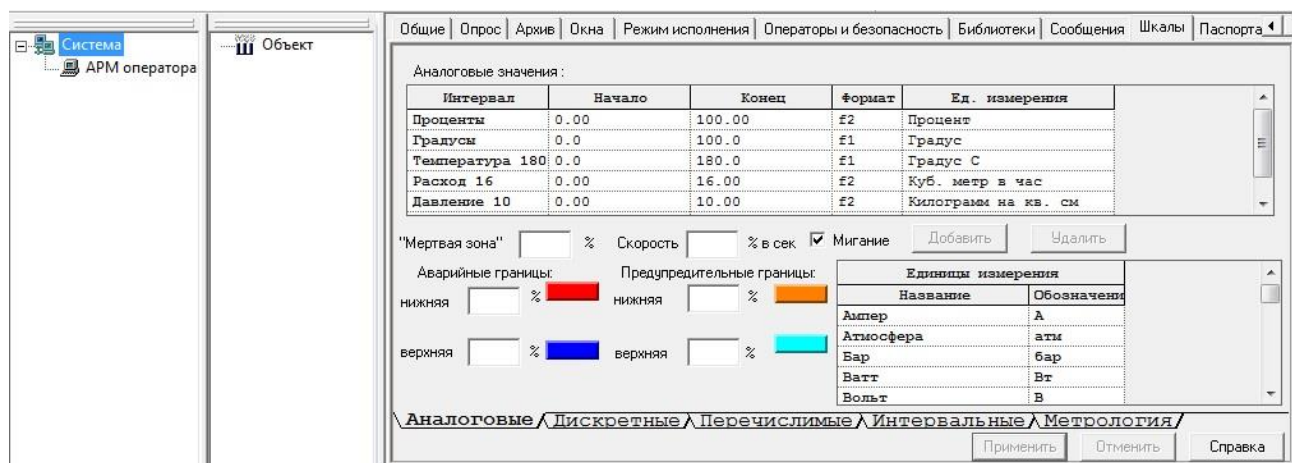 Система
АРМ оператора
Объект
Общие Опрос Архив Окна Режим исполнения Операторы и безопасность Библиотеки Сообщения Шкалы Паспорта
Аналоговые значения :
Интервал Начало Конец Формат Ед. измерения
Проценты 0.00 100.00 f2 Процент
Градусы 0.0 100.0 f1 Градус
Температура 180 0.0 180.0 f1 Градус С
Расход 16 0.00 16.00 f2 Куб. метр в час
Давление 10 0.00 10.00 f2 Килограмм на кв. см
"Мертвая зона" % Скорость % в сек Мигание Добавить Удалить
Аварийные границы: Предупредительные границы:
нижняя % нижняя %
верхняя % верхняя %
Единицы измерения
Название Обозначени
Ампер А
Атмосфера атм
Бар бар
Ватт Вт
Вольт В
Аналоговые Дискретные Перечислимые Интервальные Метрология
Применить Отменить Справка